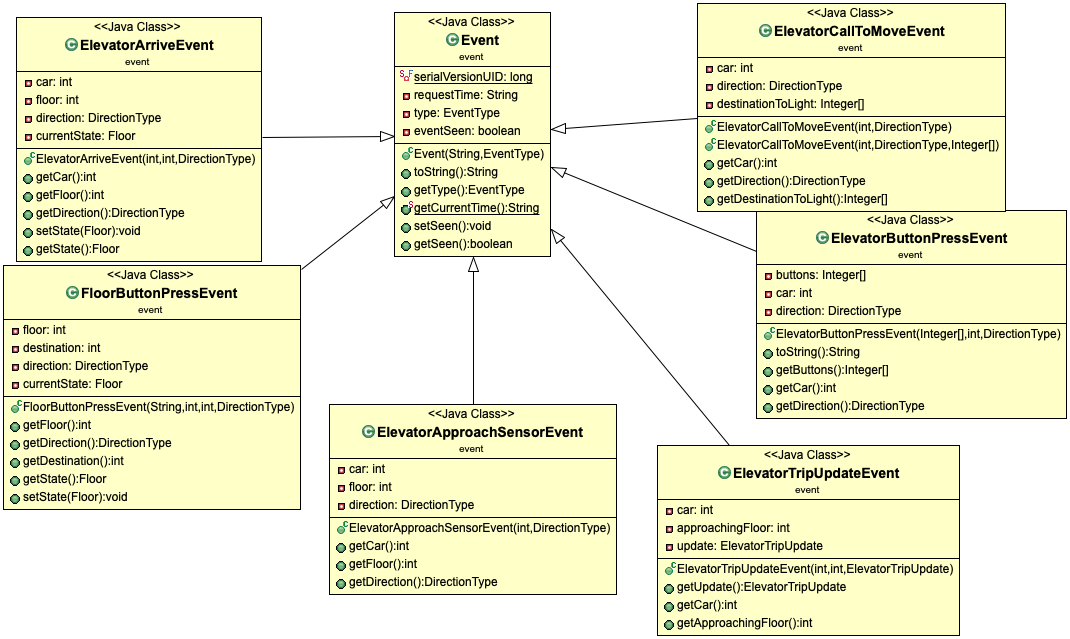 <<Java Class>>
ElevatorArriveEvent
event
car: int
floor: int
direction: DirectionType
currentState: Floor
ElevatorArriveEvent(int,int,DirectionType)
getCar():int
getFloor():int
getDirection():DirectionType
setState(Floor):void
getState():Floor
<<Java Class>>
Event
event
serialVersionUID: long
requestTime: String
type: EventType
eventSeen: boolean
Event(String,EventType)
toString():String
getType():EventType
getCurrentTime():String
setSeen():void
getSeen():boolean
<<Java Class>>
ElevatorCallToMoveEvent
event
car: int
direction: DirectionType
destinationToLight: Integer[]
ElevatorCallToMoveEvent(int,DirectionType)
ElevatorCallToMoveEvent(int,DirectionType,Integer[])
getCar():int
getDirection():DirectionType
getDestinationToLight():Integer[]
<<Java Class>>
ElevatorButtonPressEvent
event
buttons: Integer[]
car: int
direction: DirectionType
ElevatorButtonPressEvent(Integer[],int,DirectionType)
toString():String
getButtons():Integer[]
getCar():int
getDirection():DirectionType
<<Java Class>>
FloorButtonPressEvent
event
floor: int
destination: int
direction: DirectionType
currentState: Floor
FloorButtonPressEvent(String,int,int,DirectionType)
getFloor():int
getDirection():DirectionType
getDestination():int
getState():Floor
setState(Floor):void
<<Java Class>>
ElevatorApproachSensorEvent
event
car: int
floor: int
direction: DirectionType
ElevatorApproachSensorEvent(int,DirectionType)
getCar():int
getFloor():int
getDirection():DirectionType
<<Java Class>>
ElevatorTripUpdateEvent
event
car: int
approachingFloor: int
update: ElevatorTripUpdate
ElevatorTripUpdateEvent(int,int,ElevatorTripUpdate)
getUpdate():ElevatorTripUpdate
getCar():int
getApproachingFloor():int